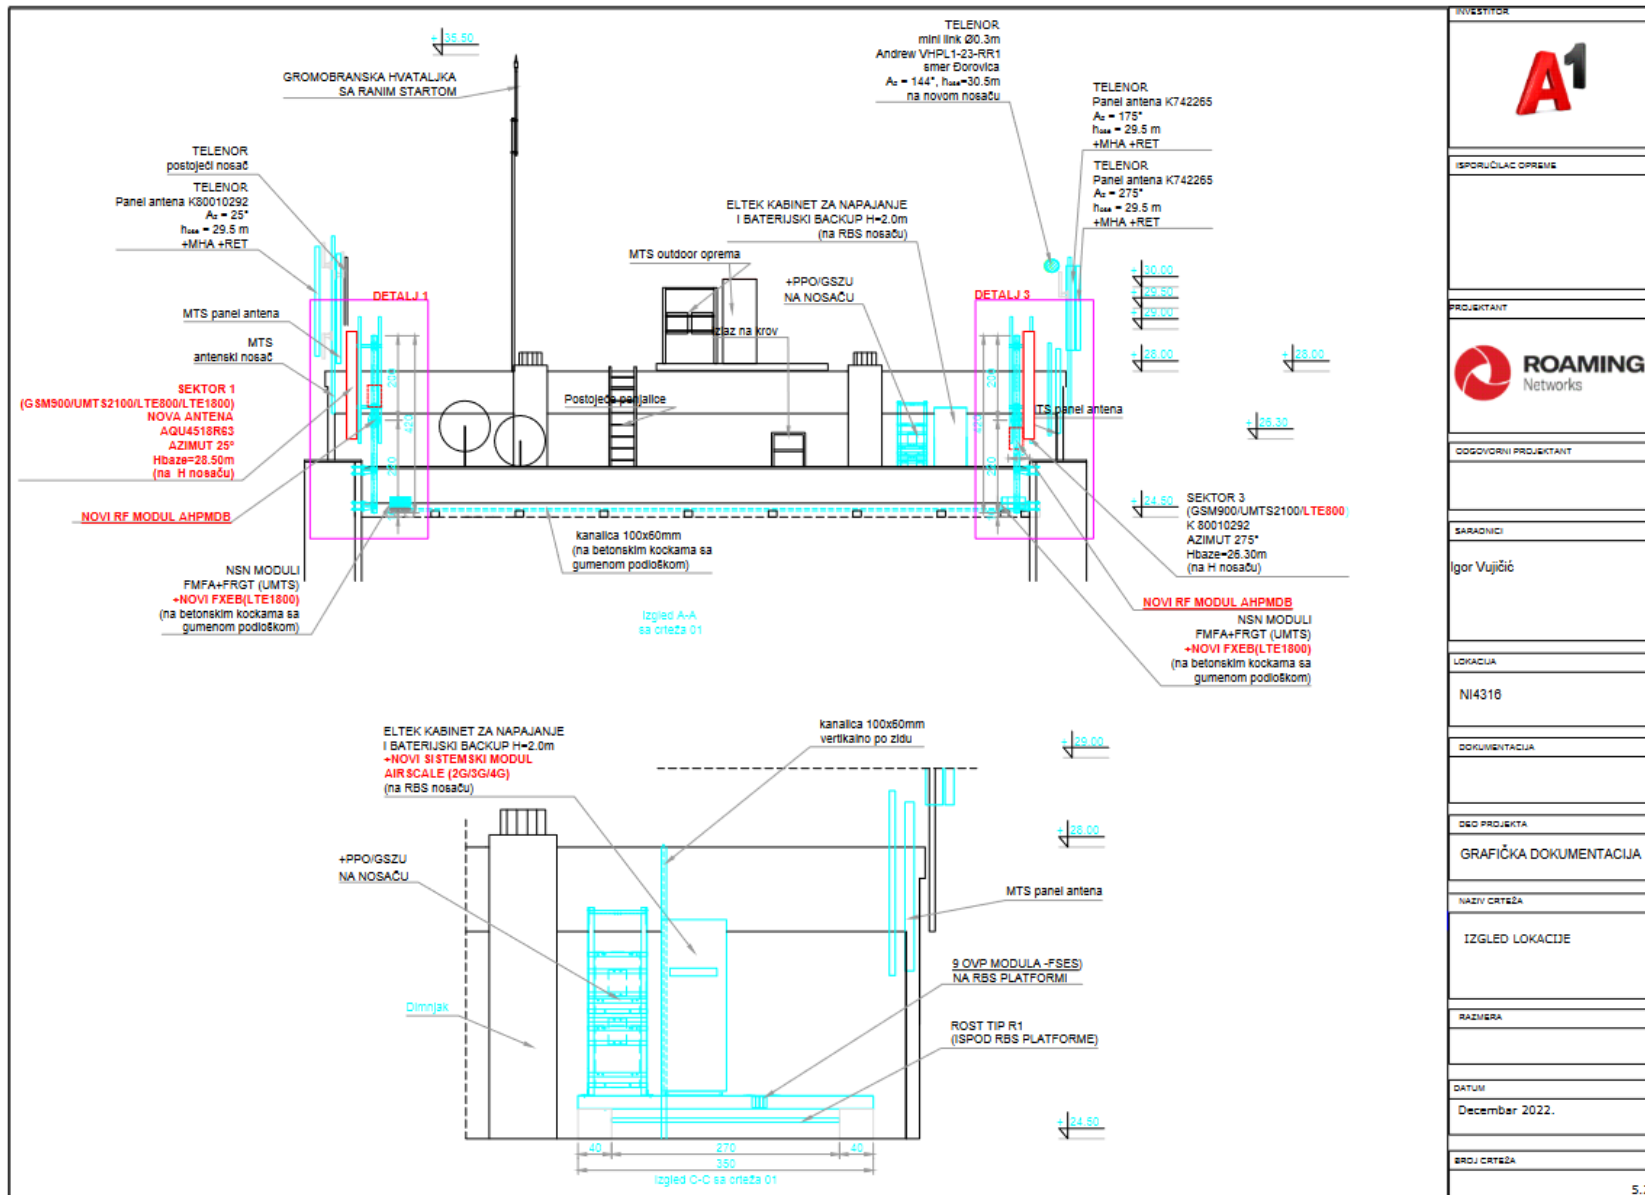 + 36.50
GROMOBRANSKA HVATALJKA
SA RANIM STARTOM
TELENOR
mini link Ø0.3m
Andrew VHPL1-23-RR1
smer Đorovica
Az = 144°, hose=30.5m
na novom nosaču
TELENOR
Panel antena K742265
Az = 175°
hose = 29.5 m
+MHA +RET
TELENOR
Panel antena K742265
Az = 275°
hose = 29.5 m
+MHA +RET
TELENOR
postojeći nosač
TELENOR
Panel antena K80010292
Az = 25°
hose = 29.5 m
+MHA +RET
ELTEK KABINET ZA NAPAJANJE
I BATERIJSKI BACKUP H=2.0m
(na RBS nosaču)
MTS outdoor oprema
+PPO/GSZU
NA NOSAČU
+ 30.00
+ 29.50
+ 29.00
+ 28.00
+ 28.00
+ 26.30
+ 24.50
DETALJ 1
DETALJ 3
MTS panel antena
MTS
antenski nosač
izlaz na krov
Postojeće penjalice
TS panel antena
SEKTOR 1
(GSM900/UMTS2100/LTE800/LTE1800)
NOVA ANTENA
AQU4518R63
AZIMUT 25°
Hbaze=28.50m
(na H nosaču)
NOVI RF MODUL AHPMDB
200
420
200
200
420
200
kanalica 100x60mm
(na betonskim kockama sa
gumenom podloškom)
SEKTOR 3
(GSM900/UMTS2100/LTE800)
K 80010292
AZIMUT 275°
Hbaze=26.30m
(na H nosaču)
NSN MODULI
FMFA+FRGT (UMTS)
+NOVI FXEB(LTE1800)
(na betonskim kockama sa
gumenom podloškom)
NOVI RF MODUL AHPMDB
NSN MODULI
FMFA+FRGT (UMTS)
+NOVI FXEB(LTE1800)
(na betonskim kockama sa
gumenom podloškom)
Izgled A-A
sa crteža 01
ELTEK KABINET ZA NAPAJANJE
I BATERIJSKI BACKUP H=2.0m
+NOVI SISTEMSKI MODUL
AIRSCALE (2G/3G/4G)
(na RBS nosaču)
kanalica 100x60mm
vertikalno po zidu
+ 29.00
+ 28.00
+PPO/GSZU
NA NOSAČU
MTS panel antena
9 OVP MODULA -FSES)
NA RBS PLATFORMI
Dimnjak
ROST TIP R1
(ISPOD RBS PLATFORME)
+ 24.50
40
270
40
350
Izgled C-C sa crteža 01
INVESTITOR
A1
ISPORUČILAC OPREME
PROJEKTANT
ROAMING
Networks
ODGOVORNI PROJEKTANT
SARADNICI
Igor Vujičić
LOKACIJA
NI4316
DOKUMENTACIJA
DEO PROJEKTA
GRAFIČKA DOKUMENTACIJA
NAZIV CRTEŽA
IZGLED LOKACIJE
RAZMERA
DATUM
Decembar 2022.
BROJ CRTEŽA